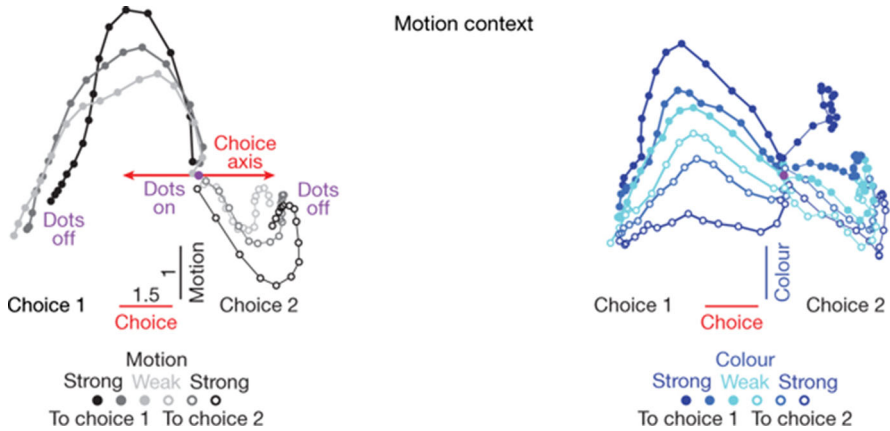 Motion context
Choice
axis
Dots
on
Dots
off
Dots
off
1
Motion
1.5
Choice 1
Choice 2
Choice
Motion
Strong Weak Strong
To choice 1 To choice 2
Colour
Choice 1
Choice 2
Choice
Colour
Strong Weak Strong
To choice 1 To choice 2